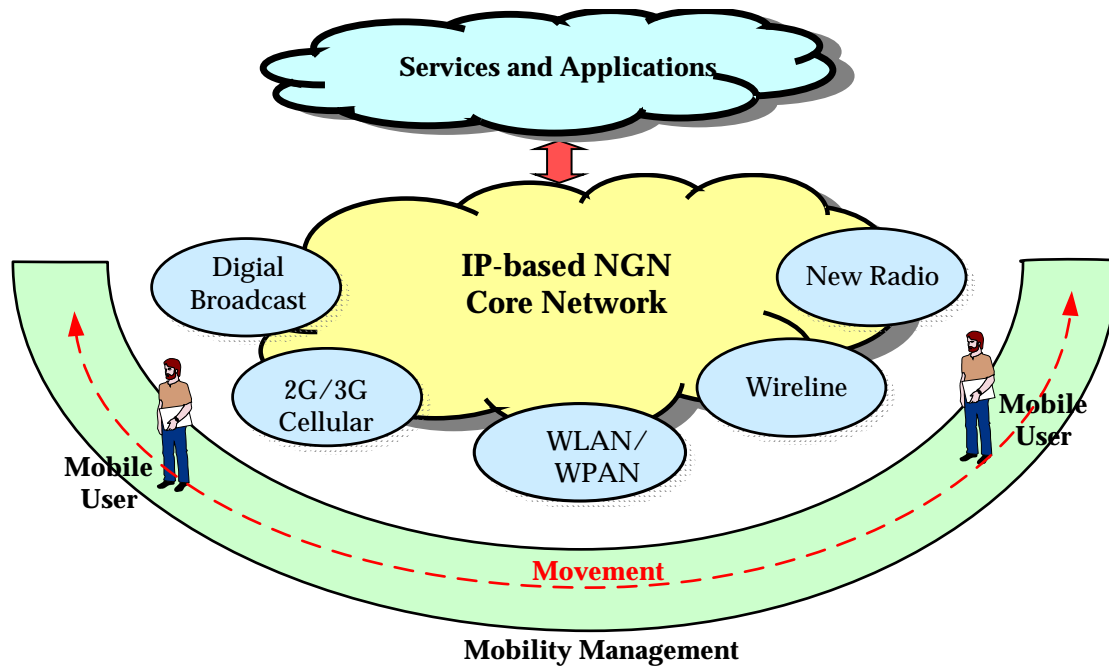 Services and Applications
IP-based NGN
Core Network
Digial
Broadcast
New Radio
2G/3G
Cellular
Wireline
WLAN/
WPAN
Mobile
User
Mobile
User
Movement
Mobility Management